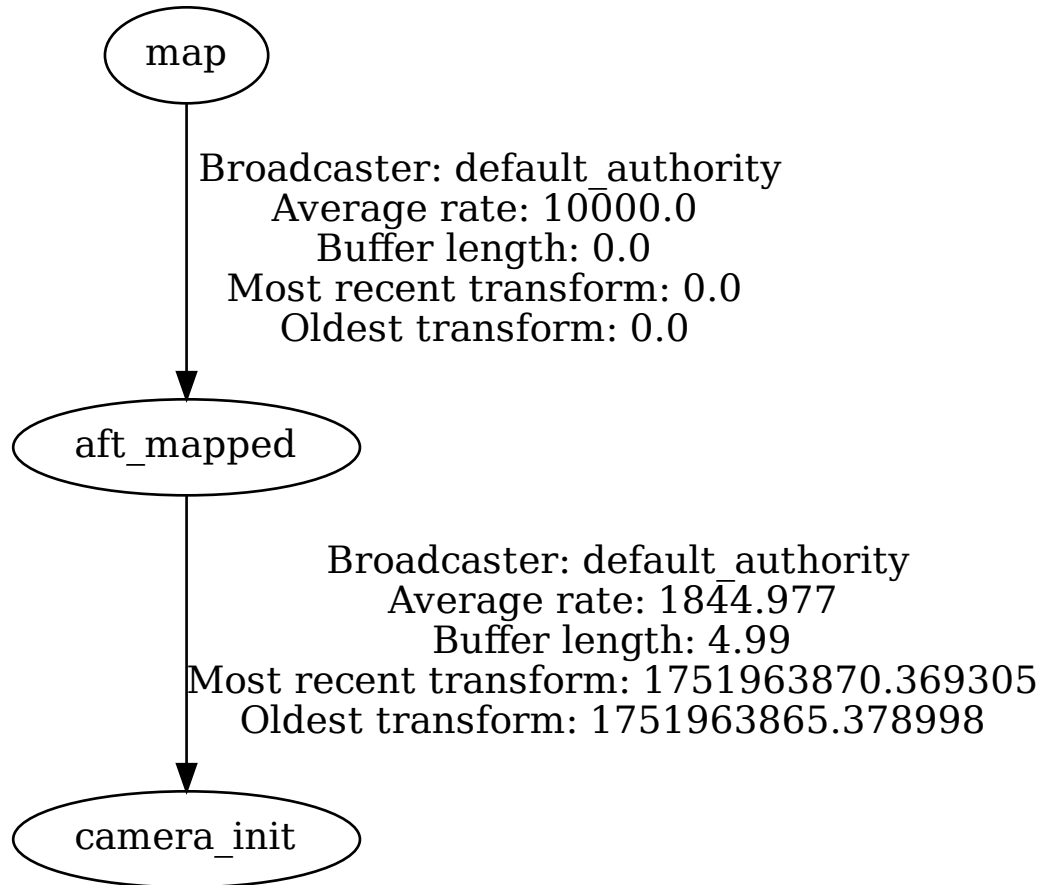 map
Broadcaster: default_authority
Average rate: 10000.0
Buffer length: 0.0
Most recent transform: 0.0
Oldest transform: 0.0
aft_mapped
Broadcaster: default_authority
Average rate: 1844.977
Buffer length: 4.99
Most recent transform: 1751963870.369305
Oldest transform: 1751963865.378998
camera_init